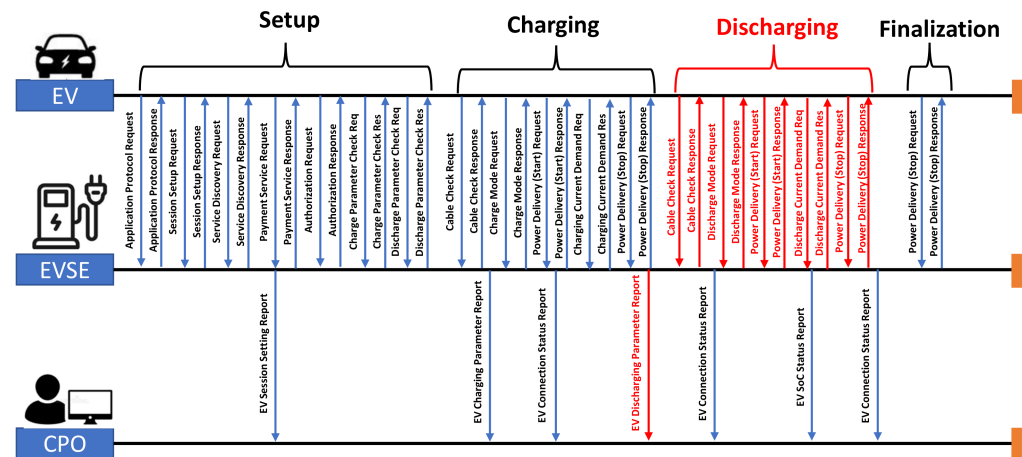 Setup
Charging
Discharging
Finalization
EV
Application Protocol Request
Application Protocol Response
Session Setup Request
Session Setup Response
Service Discovery Request
Service Discovery Response
Payment Service Request
Payment Service Response
Authorization Request
Authorization Response
Charge Parameter Check Req
Charge Parameter Check Res
Discharge Parameter Check Req
Discharge Parameter Check Res
Cable Check Request
Cable Check Response
Charge Mode Request
Charge Mode Response
Power Delivery (Start) Request
Power Delivery (Start) Response
Charging Current Demand Req
Charging Current Demand Res
Power Delivery (Stop) Request
Power Delivery (Stop) Response
Cable Check Request
Cable Check Response
Discharge Mode Request
Discharge Mode Response
Power Delivery (Start) Request
Power Delivery (Start) Response
Discharge Current Demand Req
Discharge Current Demand Res
Power Delivery (Stop) Request
Power Delivery (Stop) Response
Power Delivery (Stop) Request
Power Delivery (Stop) Response
EVSE
EV Session Setting Report
EV Charging Parameter Report
EV Connection Status Report
EV Discharging Parameter Report
EV Connection Status Report
EV SoC Status Report
EV Connection Status Report
CPO